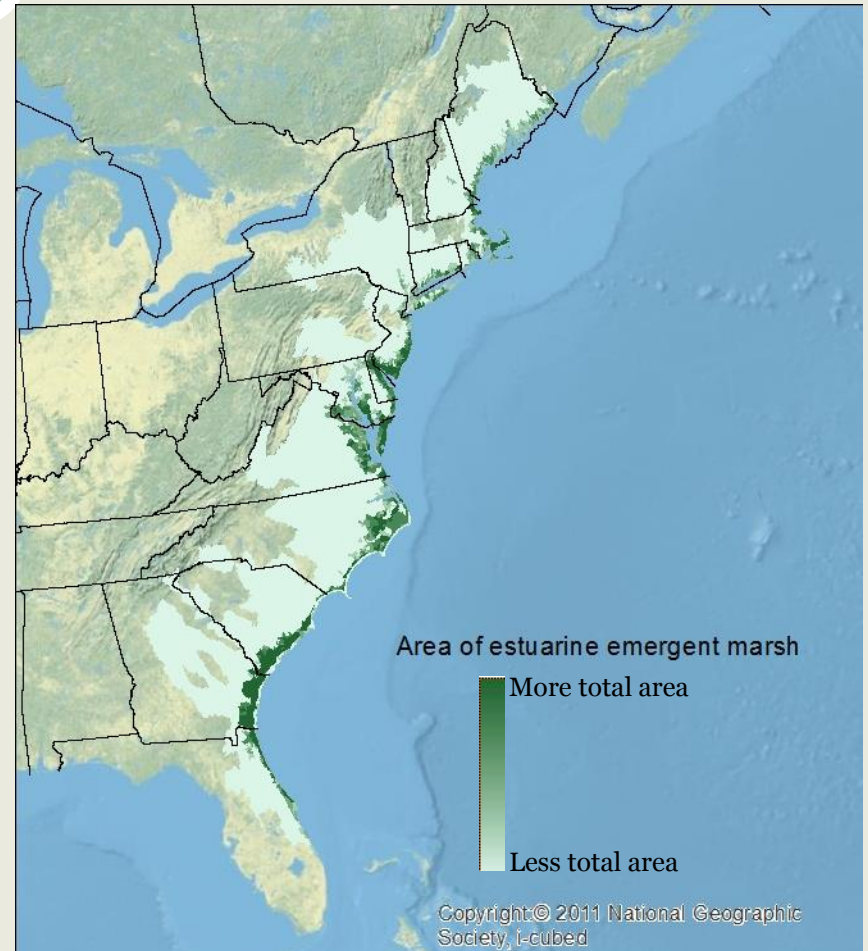 Area of estuarine emergent marsh
More total area
Less total area
Copyright:© 2011 National Geographic
Society, i-cubed